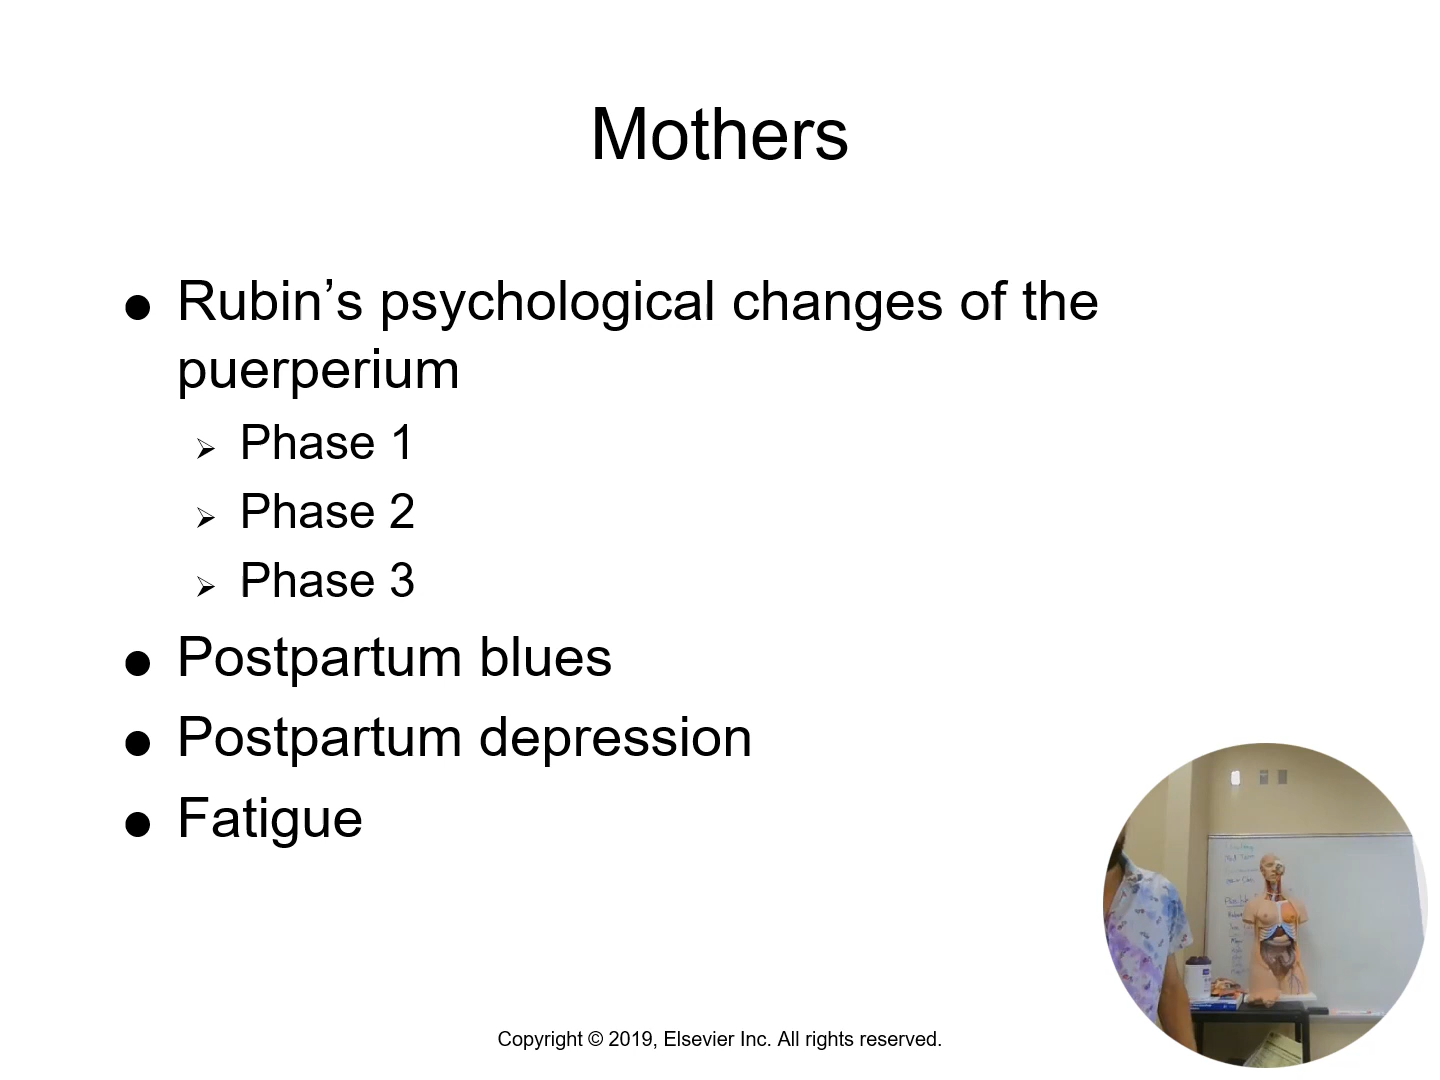 Mothers
● Rubin’s psychological changes of the
puerperium
➢ Phase 1
➢ Phase 2
➢ Phase 3
● Postpartum blues
● Postpartum depression
● Fatigue
Copyright © 2019, Elsevier Inc. All rights reserved.